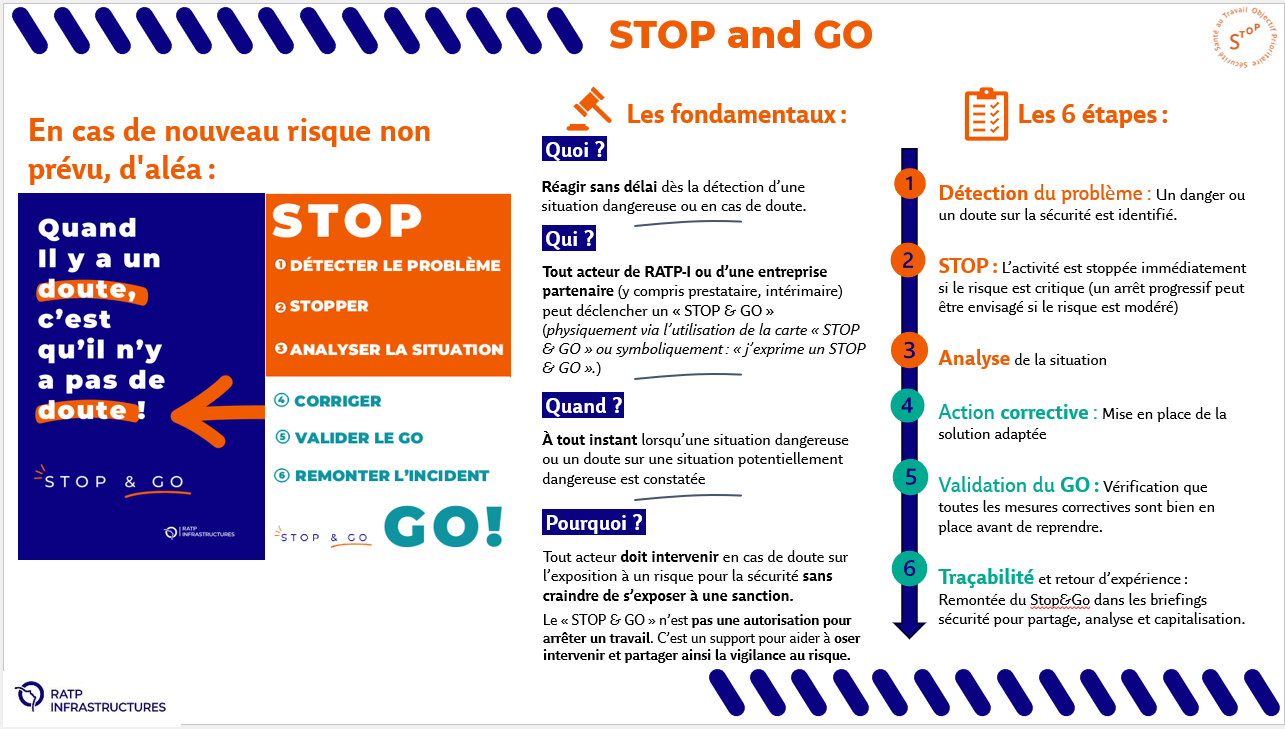 STOP and GO
Santé au Travail Objectif Prioritaire Sécurité
STOP
En cas de nouveau risque non
prévu, d'aléa :
Quand
Il y a un
doute,
c'est
qu'il n'y
a pas de
doute !
STOP & GO
RATP
INFRASTRUCTURES
STOP
1 DÉTECTER LE PROBLÈME
2 STOPPER
3 ANALYSER LA SITUATION
4 CORRIGER
5 VALIDER LE GO
6 REMONTER L'INCIDENT
STOP & GO
GO!
Les fondamentaux :
Quoi ?
Réagir sans délai dès la détection d'une
situation dangereuse ou en cas de doute.
Qui ?
Tout acteur de RATP-I ou d'une entreprise
partenaire (y compris prestataire, intérimaire)
peut déclencher un « STOP & GO »
(physiquement via l'utilisation de la carte « STOP
& GO » ou symboliquement : « j'exprime un STOP
& GO ».)
Quand ?
À tout instant lorsqu'une situation dangereuse
ou un doute sur une situation potentiellement
dangereuse est constatée
Pourquoi ?
Tout acteur doit intervenir en cas de doute sur
l'exposition à un risque pour la sécurité sans
craindre de s'exposer à une sanction.
Le « STOP & GO » n'est pas une autorisation pour
arrêter un travail. C'est un support pour aider à oser
intervenir et partager ainsi la vigilance au risque.
Les 6 étapes :
1
Détection du problème : Un danger ou
un doute sur la sécurité est identifié.
2
STOP : L'activité est stoppée immédiatement
si le risque est critique (un arrêt progressif peut
être envisagé si le risque est modéré)
3
Analyse de la situation
4
Action corrective : Mise en place de la
solution adaptée
5
Validation du GO : Vérification que
toutes les mesures correctives sont bien en
place avant de reprendre.
6
Traçabilité et retour d'expérience :
Remontée du Stop&Go dans les briefings
sécurité pour partage, analyse et capitalisation.
RATP
INFRASTRUCTURES